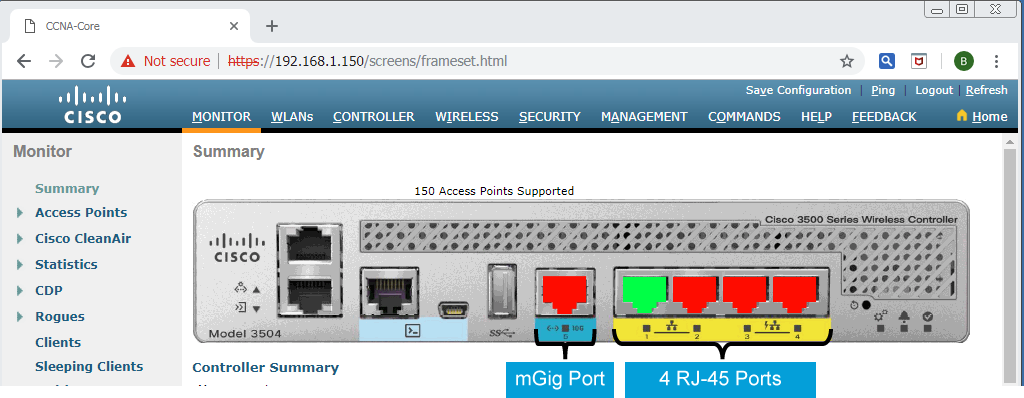 CCNA-Core
Not secure | https://192.168.1.150/screens/frameset.html
B
Save Configuration | Ping | Logout | Refresh
CISCO
MONITOR WLANs CONTROLLER WIRELESS SECURITY MANAGEMENT COMMANDS HELP FEEDBACK Home
Monitor
Summary
Access Points
Cisco CleanAir
Statistics
CDP
Rogues
Clients
Sleeping Clients
Summary
150 Access Points Supported
Cisco 3500 Series Wireless Controller
CISCO
Model 3504
SS
10G
5
1 2 3 4
Controller Summary
mGig Port
4 RJ-45 Ports